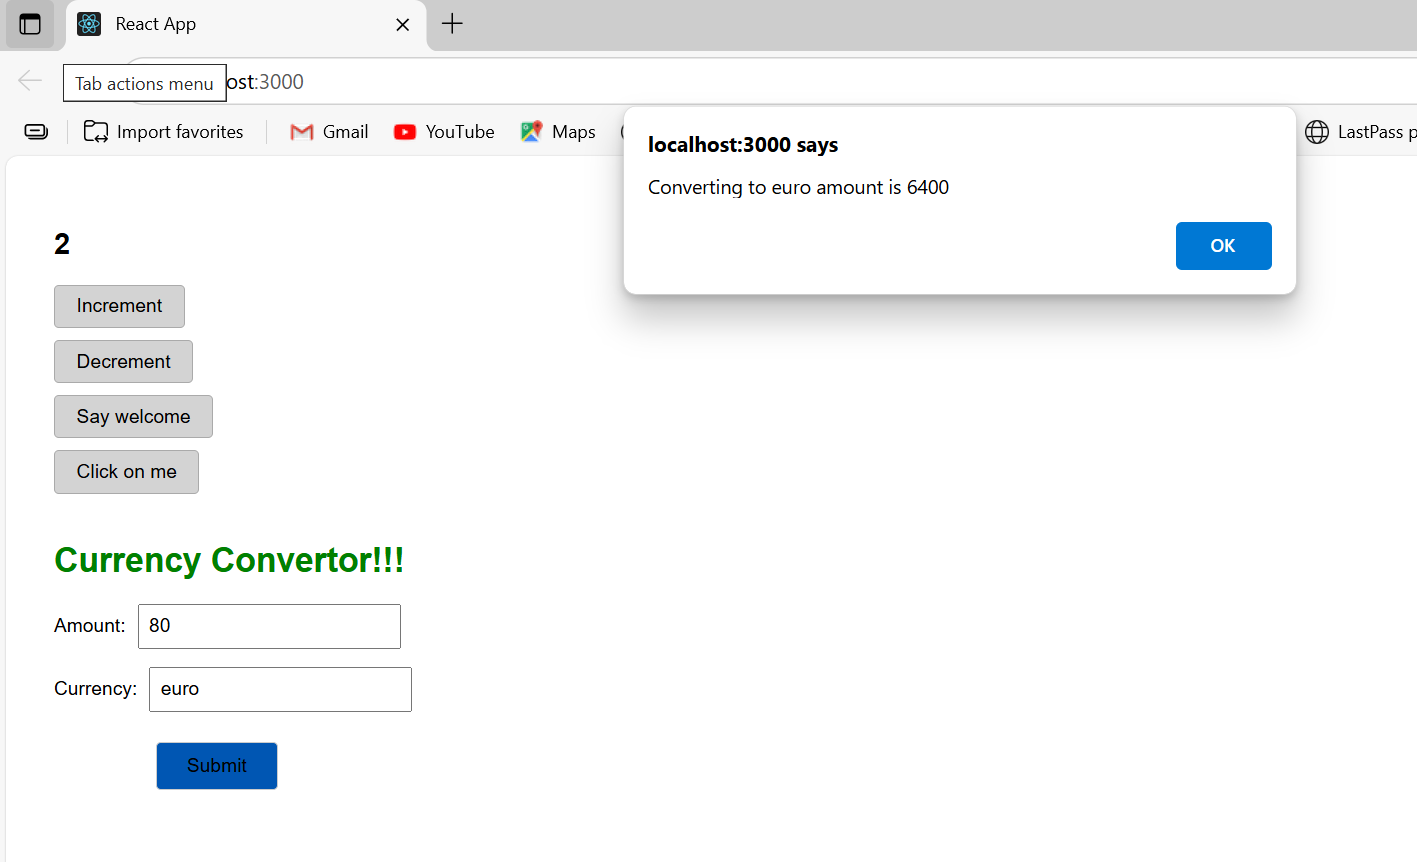 React App
Tab actions menu
ost:3000
Import favorites
Gmail
YouTube
Maps
LastPass p
localhost:3000 says
Converting to euro amount is 6400
OK
2
Increment
Decrement
Say welcome
Click on me
Currency Convertor!!!
Amount: 80
Currency: euro
Submit